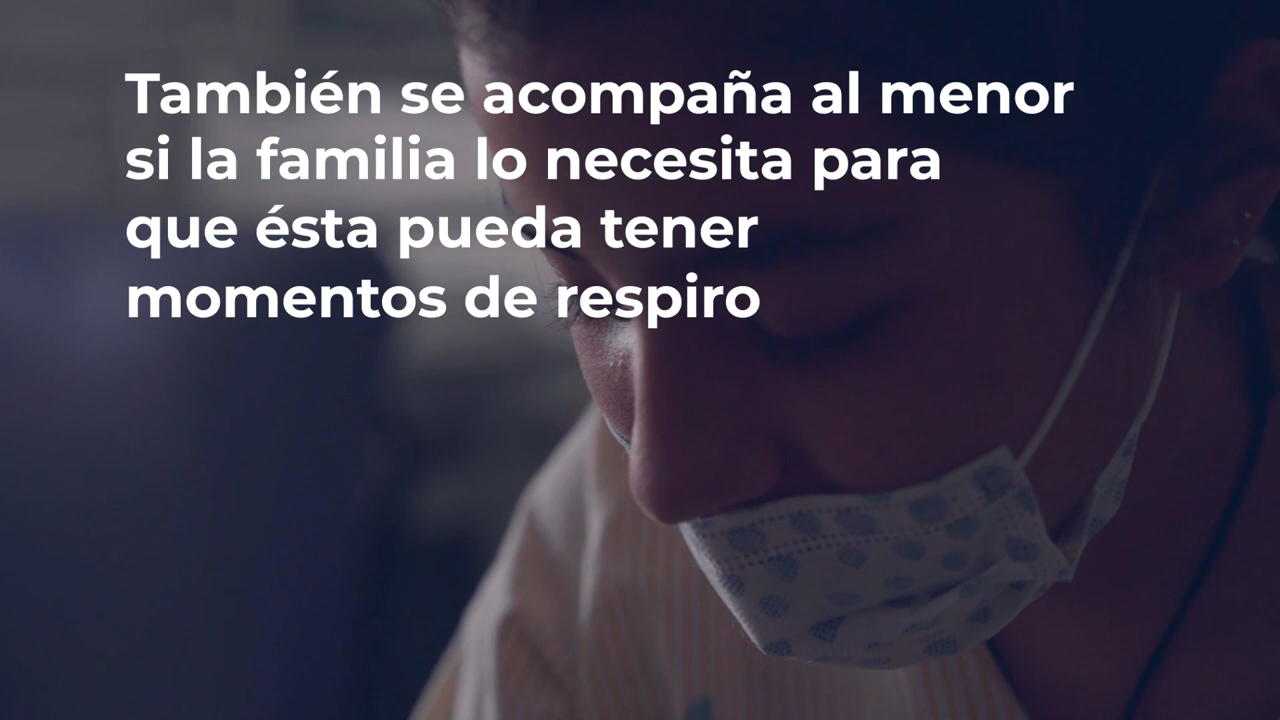 También se acompaña al menor
si la familia lo necesita para
que ésta pueda tener
momentos de respiro